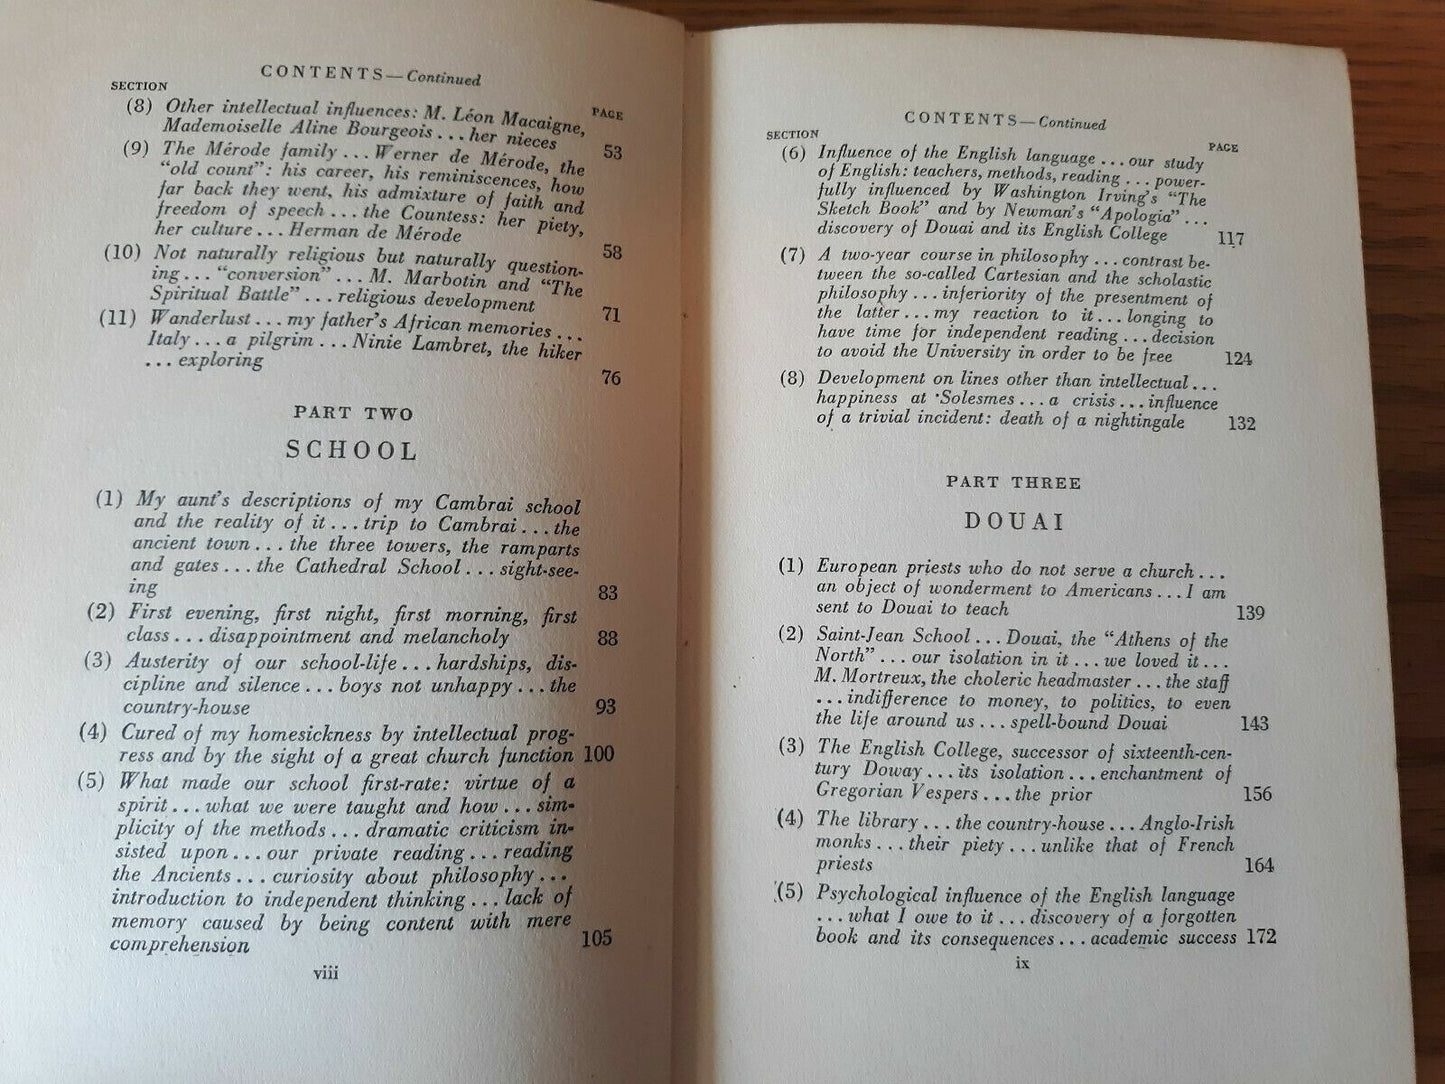 CONTENTS—Continued
SECTION
PAGE
(8) Other intellectual influences: M. Léon Macaigne,
Mademoiselle Aline Bourgeois . . . her nieces 53
(9) The Mérode family . . . Werner de Mérode, the
"old count": his career, his reminiscences, how
far back they went, his admixture of faith and
freedom of speech . . . the Countess: her piety,
her culture . . . Herman de Mérode 58
(10) Not naturally religious but naturally question-
ing . . . "conversion" . . . M. Marbotin and "The
Spiritual Battle" . . . religious development 71
(11) Wanderlust . . . my father's African memories . . .
Italy . . . a pilgrim . . . Ninie Lambret, the hiker
. . . exploring 76
PART TWO
SCHOOL
(1) My aunt's descriptions of my Cambrai school
and the reality of it . . . trip to Cambrai . . . the
ancient town . . . the three towers, the ramparts
and gates . . . the Cathedral School . . . sight-see-
ing 83
(2) First evening, first night, first morning, first
class . . . disappointment and melancholy 88
(3) Austerity of our school-life . . . hardships, dis-
cipline and silence . . . boys not unhappy . . . the
country-house 93
(4) Cured of my homesickness by intellectual prog-
ress and by the sight of a great church function 100
(5) What made our school first-rate: virtue of a
spirit . . . what we were taught and how . . . sim-
plicity of the methods . . . dramatic criticism in-
sisted upon . . . our private reading . . . reading
the Ancients . . . curiosity about philosophy . . .
introduction to independent thinking . . . lack of
memory caused by being content with mere
comprehension 105
viii
CONTENTS—Continued
SECTION
PAGE
(6) Influence of the English language . . . our study
of English: teachers, methods, reading . . . power-
fully influenced by Washington Irving's "The
Sketch Book" and by Newman's "Apologia" . . .
discovery of Douai and its English College 117
(7) A two-year course in philosophy . . . contrast be-
tween the so-called Cartesian and the scholastic
philosophy . . . inferiority of the presentment of
the latter . . . my reaction to it . . . longing to
have time for independent reading . . . decision
to avoid the University in order to be free 124
(8) Development on lines other than intellectual . . .
happiness at Solesmes . . . a crisis . . . influence
of a trivial incident: death of a nightingale 132
PART THREE
DOUAI
(1) European priests who do not serve a church . . .
an object of wonderment to Americans . . . I am
sent to Douai to teach 139
(2) Saint-Jean School . . . Douai, the "Athens of the
North" . . . our isolation in it . . . we loved it . . .
M. Mortreux, the choleric headmaster . . . the staff
. . . indifference to money, to politics, to even
the life around us . . . spell-bound Douai 143
(3) The English College, successor of sixteenth-cen-
tury Doway . . . its isolation . . . enchantment of
Gregorian Vespers . . . the prior 156
(4) The library . . . the country-house . . . Anglo-Irish
monks . . . their piety . . . unlike that of French
priests 164
(5) Psychological influence of the English language
. . . what I owe to it . . . discovery of a forgotten
book and its consequences . . . academic success 172
ix